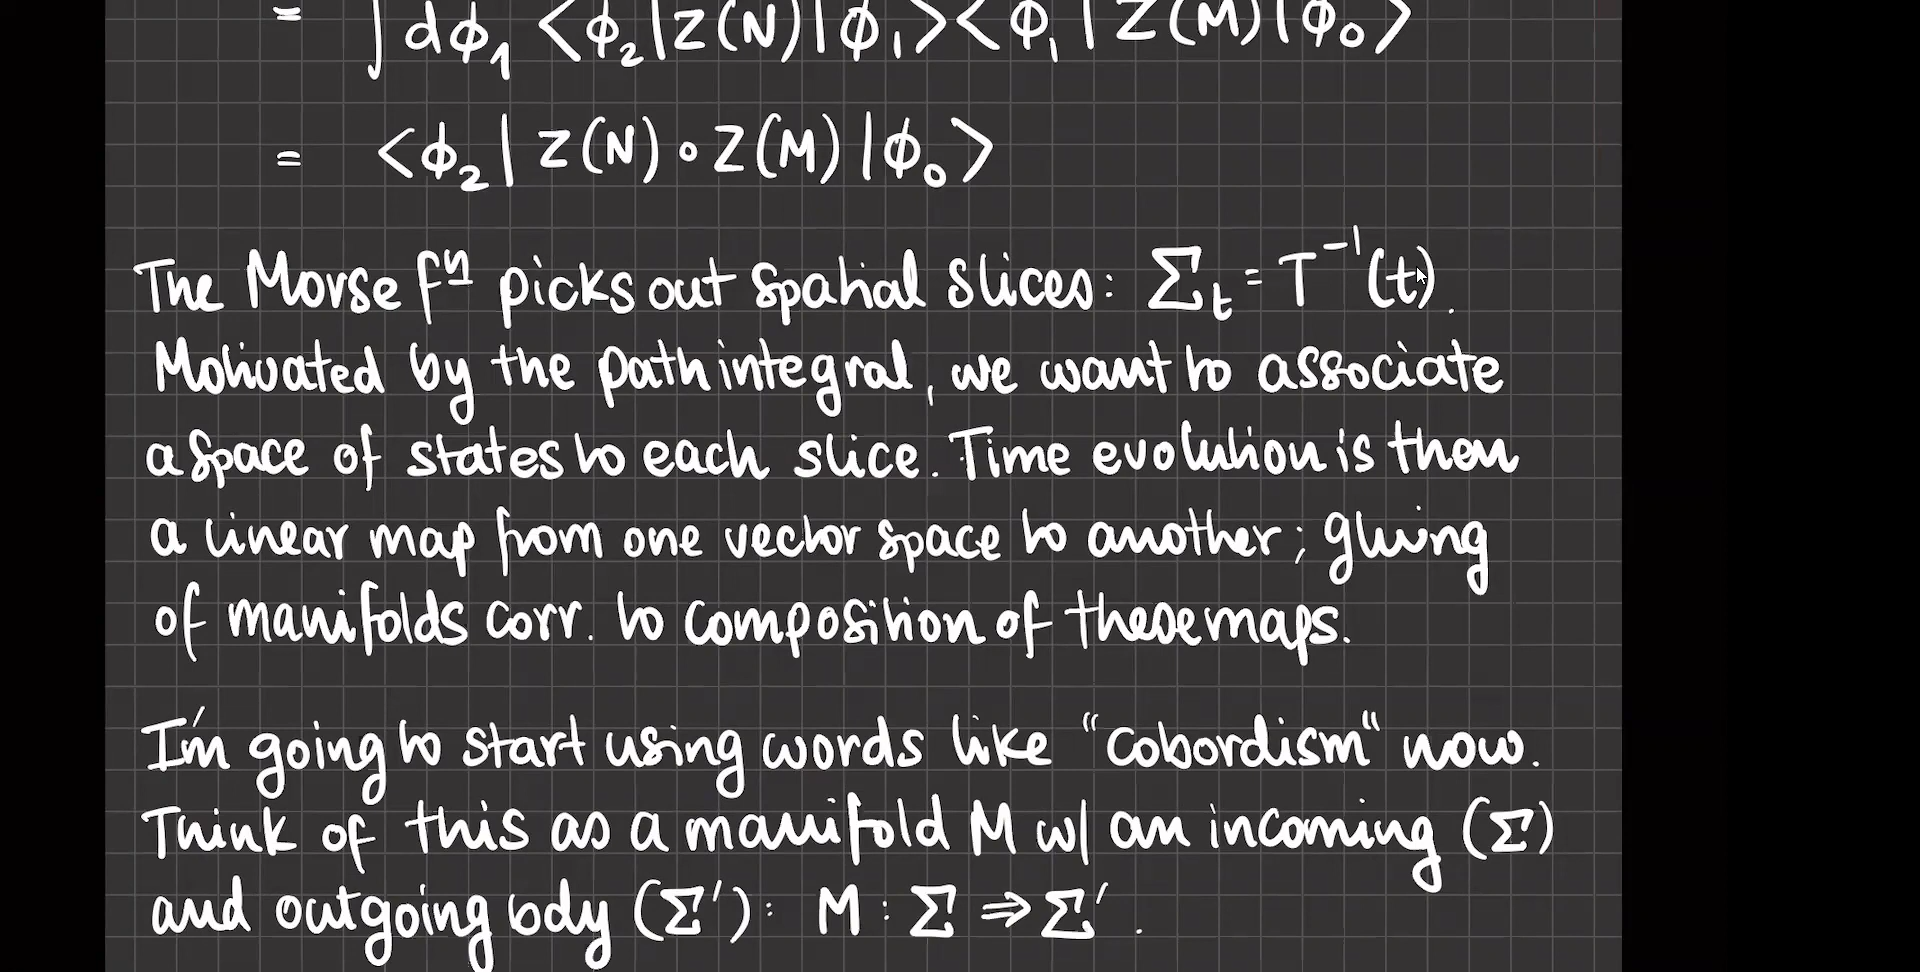 = ∫ dϕ₁ <ϕ₂|Z(N)|ϕ₁><ϕ₁|Z(M)|ϕ₀>
= <ϕ₂|Z(N)∘Z(M)|ϕ₀>
The Morse fⁿ picks out spatial slices: Σₜ = T⁻¹(t).
Motivated by the path integral, we want to associate
a space of states to each slice. Time evolution is then
a linear map from one vector space to another; gluing
of manifolds corr. to composition of these maps.
I'm going to start using words like "cobordism" now.
Think of this as a manifold M w/ an incoming (Σ)
and outgoing bdy (Σ'): M : Σ ⇒ Σ'.